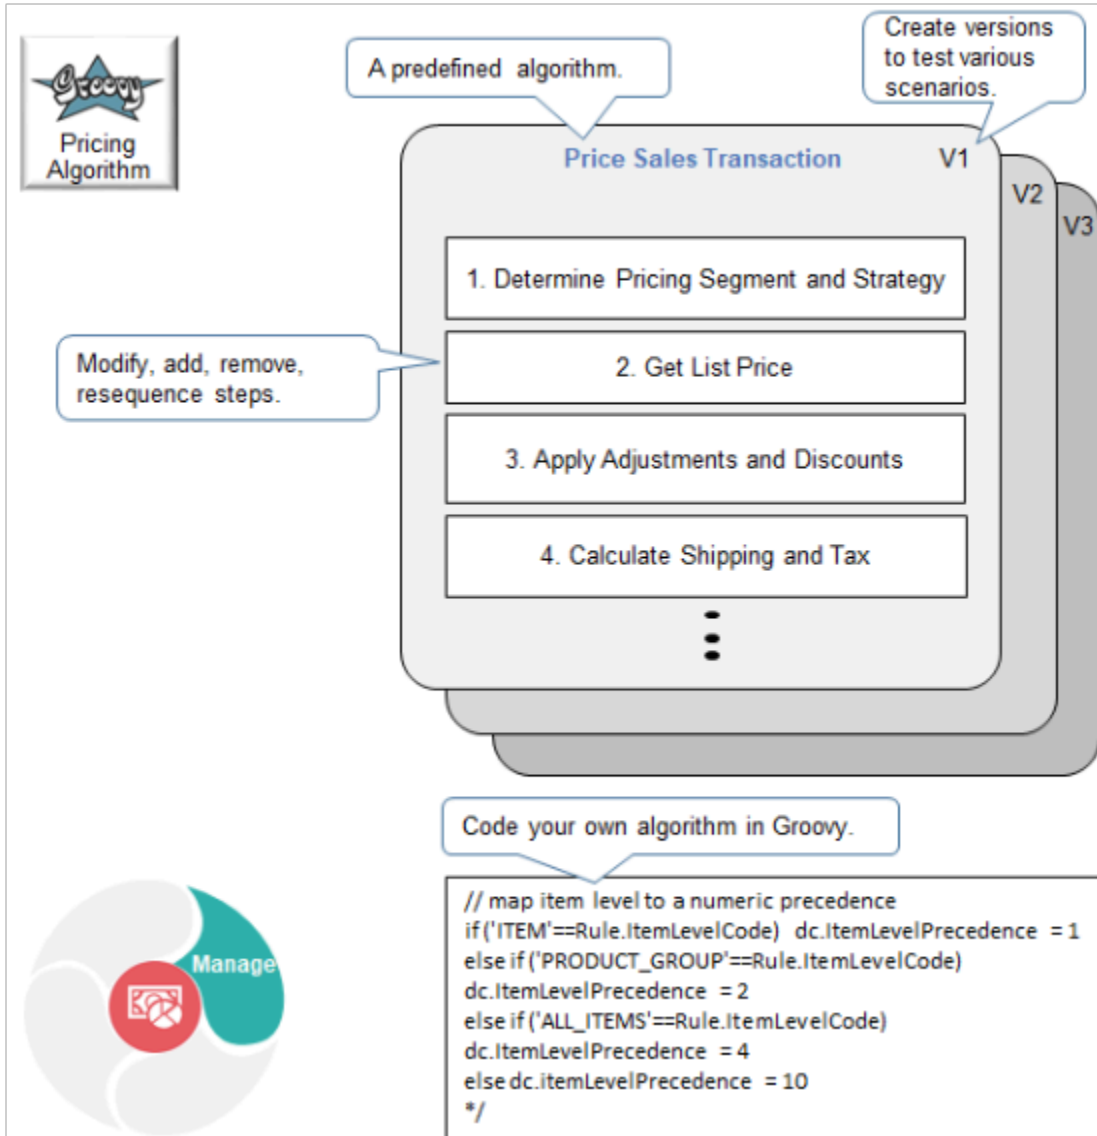 Groovy
Pricing
Algorithm
A predefined algorithm.
Create versions
to test various
scenarios.
Price Sales Transaction
V1
V2
V3
1. Determine Pricing Segment and Strategy
2. Get List Price
3. Apply Adjustments and Discounts
4. Calculate Shipping and Tax
Modify, add, remove,
resequence steps.
Code your own algorithm in Groovy.
// map item level to a numeric precedence
if ('ITEM'==Rule.ItemLevelCode) dc.ItemLevelPrecedence = 1
else if ('PRODUCT_GROUP'==Rule.ItemLevelCode)
dc.ItemLevelPrecedence = 2
else if ('ALL_ITEMS'==Rule.ItemLevelCode)
dc.ItemLevelPrecedence = 4
else dc.itemLevelPrecedence = 10
*/
Manage